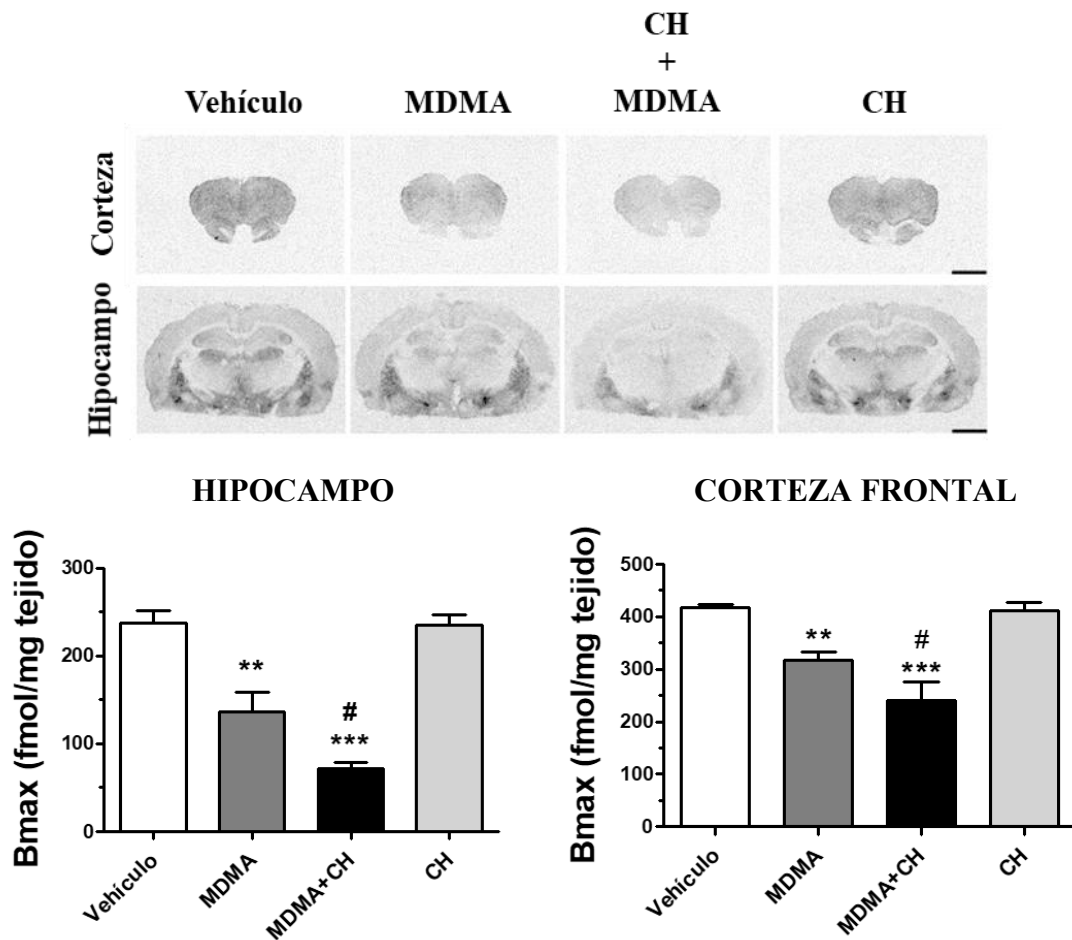 CH
+
Vehículo MDMA MDMA CH
Corteza
Hipocampo
HIPOCAMPO
Bmax (fmol/mg tejido)
300
200
100
0
**
#
***
Vehículo
MDMA
MDMA+CH
CH
CORTEZA FRONTAL
Bmax (fmol/mg tejido)
500
400
300
200
100
0
**
#
***
Vehículo
MDMA
MDMA+CH
CH